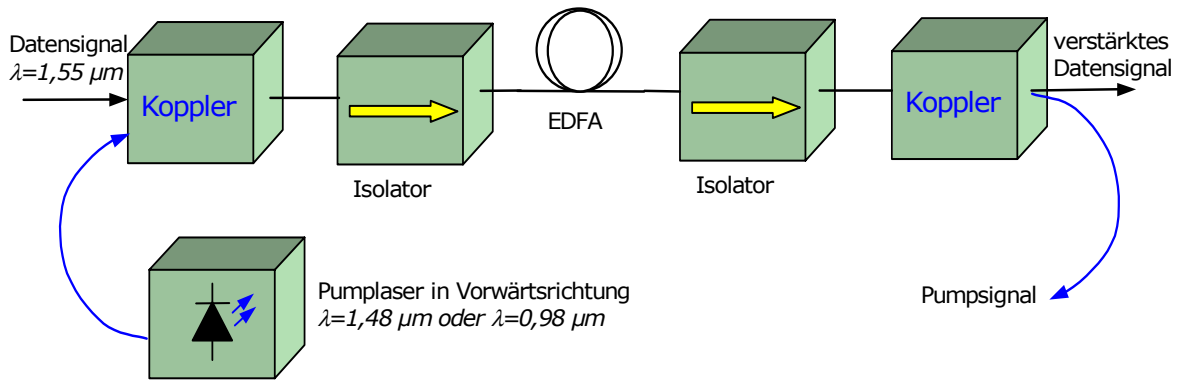 Datensignal
λ=1,55 µm
Koppler
Isolator
EDFA
Isolator
Koppler
verstärktes
Datensignal
Pumplaser in Vorwärtsrichtung
λ=1,48 µm oder λ=0,98 µm
Pumpsignal